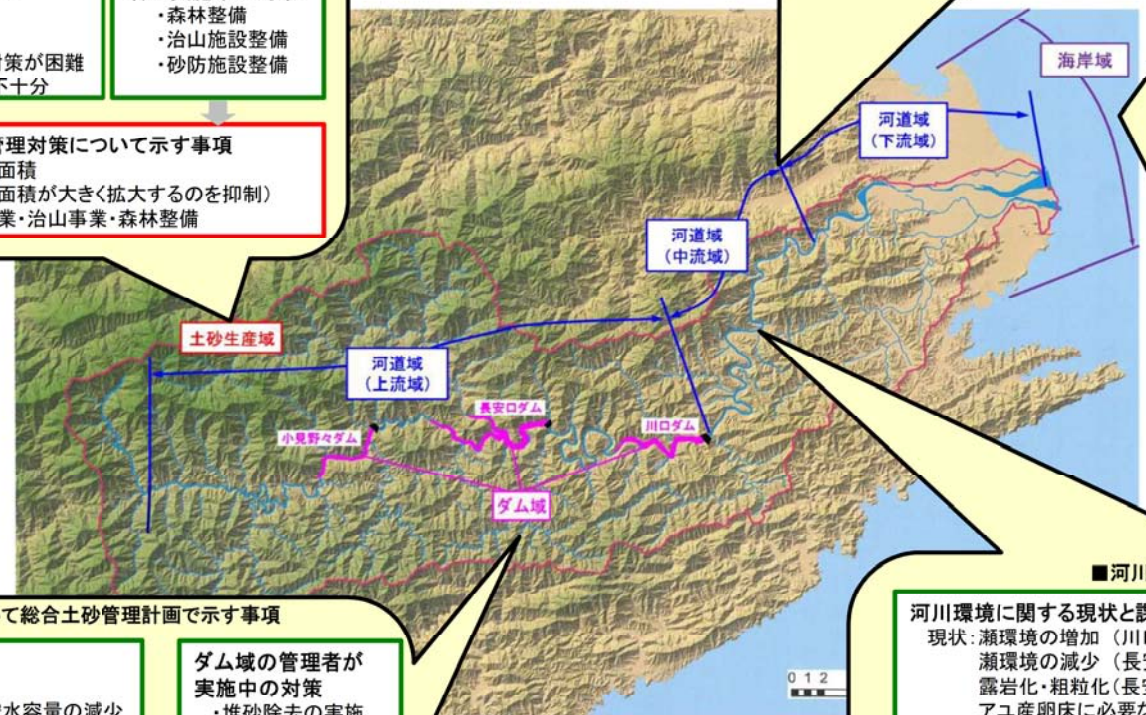 ・森林整備
・治山施設整備
・砂防施設整備
対策が困難
不十分
管理対策について示す事項
面積
面積が大きく拡大するのを抑制）
業・治山事業・森林整備
海岸域
河道域
（下流域）
河道域
（中流域）
土砂生産域
河道域
（上流域）
長安口ダム
小見野々ダム
川口ダム
ダム域
て総合土砂管理計画で示す事項
ダム域の管理者が
実施中の対策
・堆砂除去の実施
水容量の減少
0 1 2
■河川
河川環境に関する現状と課
現状：瀬環境の増加（川口
瀬環境の減少（長安
露岩化・粗粒化（長安
アユ産卵床に必要な